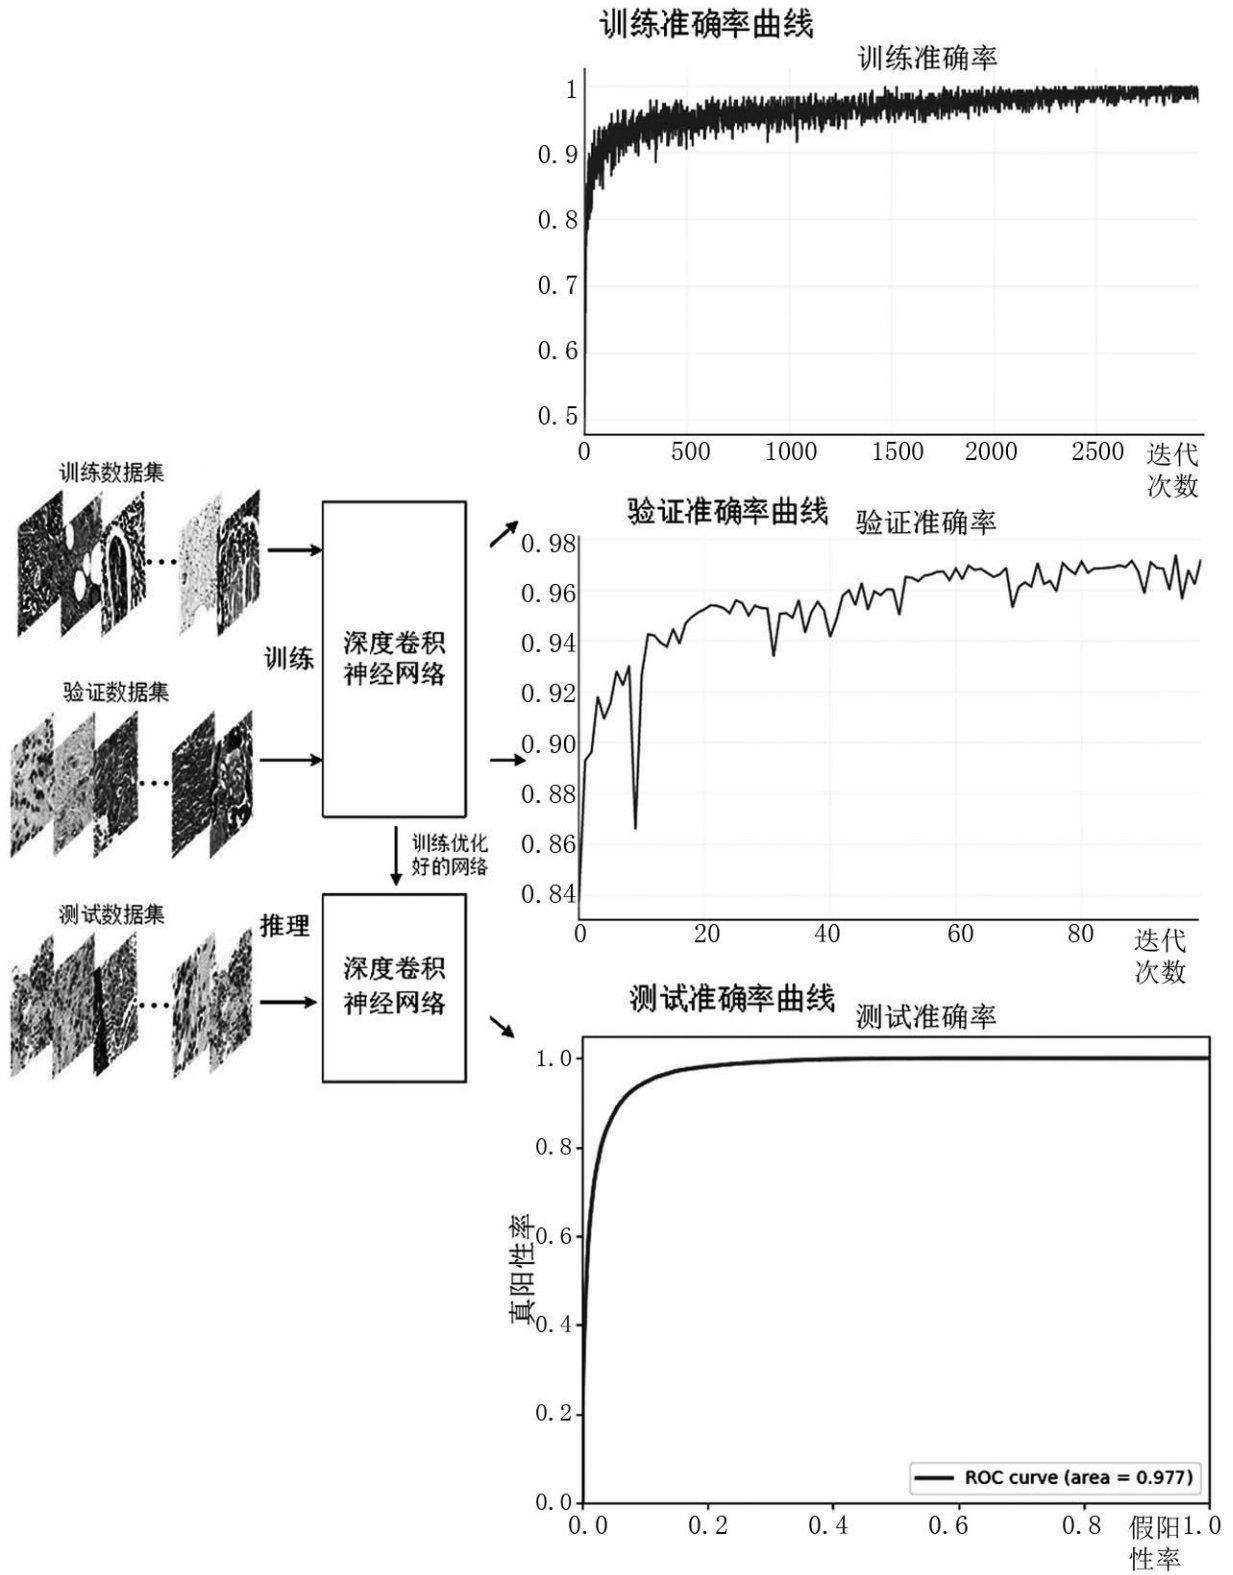 训练准确率曲线
训练准确率
1
0.9
0.8
0.7
0.6
0.5
0
500
1000
1500
2000
2500
迭代
次数
训练数据集
训练
验证数据集
深度卷积
神经网络
训练优化
好的网络
测试数据集
推理
深度卷积
神经网络
验证准确率曲线
验证准确率
0.98
0.96
0.94
0.92
0.90
0.88
0.86
0.84
0
20
40
60
80
迭代
次数
测试准确率曲线
测试准确率
1.0
0.8
0.6
0.4
0.2
0.0
真阳性率
ROC curve (area = 0.977)
0.0
0.2
0.4
0.6
0.8
1.0
假阳
性率